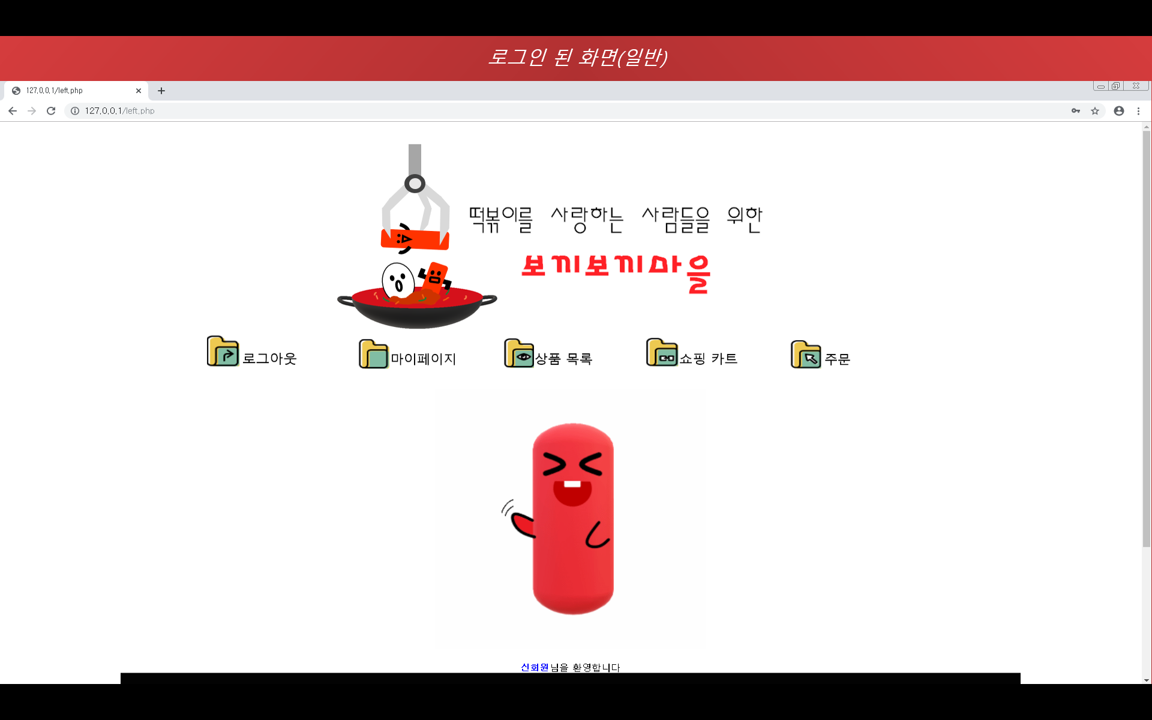 로그인 된 화면(일반)
127.0.0.1/left.php
127.0.0.1/left.php
떡볶이를 사랑하는 사람들을 위한
보끼보끼마을
로그아웃 마이페이지 상품 목록 쇼핑 카트 주문
신회원님을 환영합니다